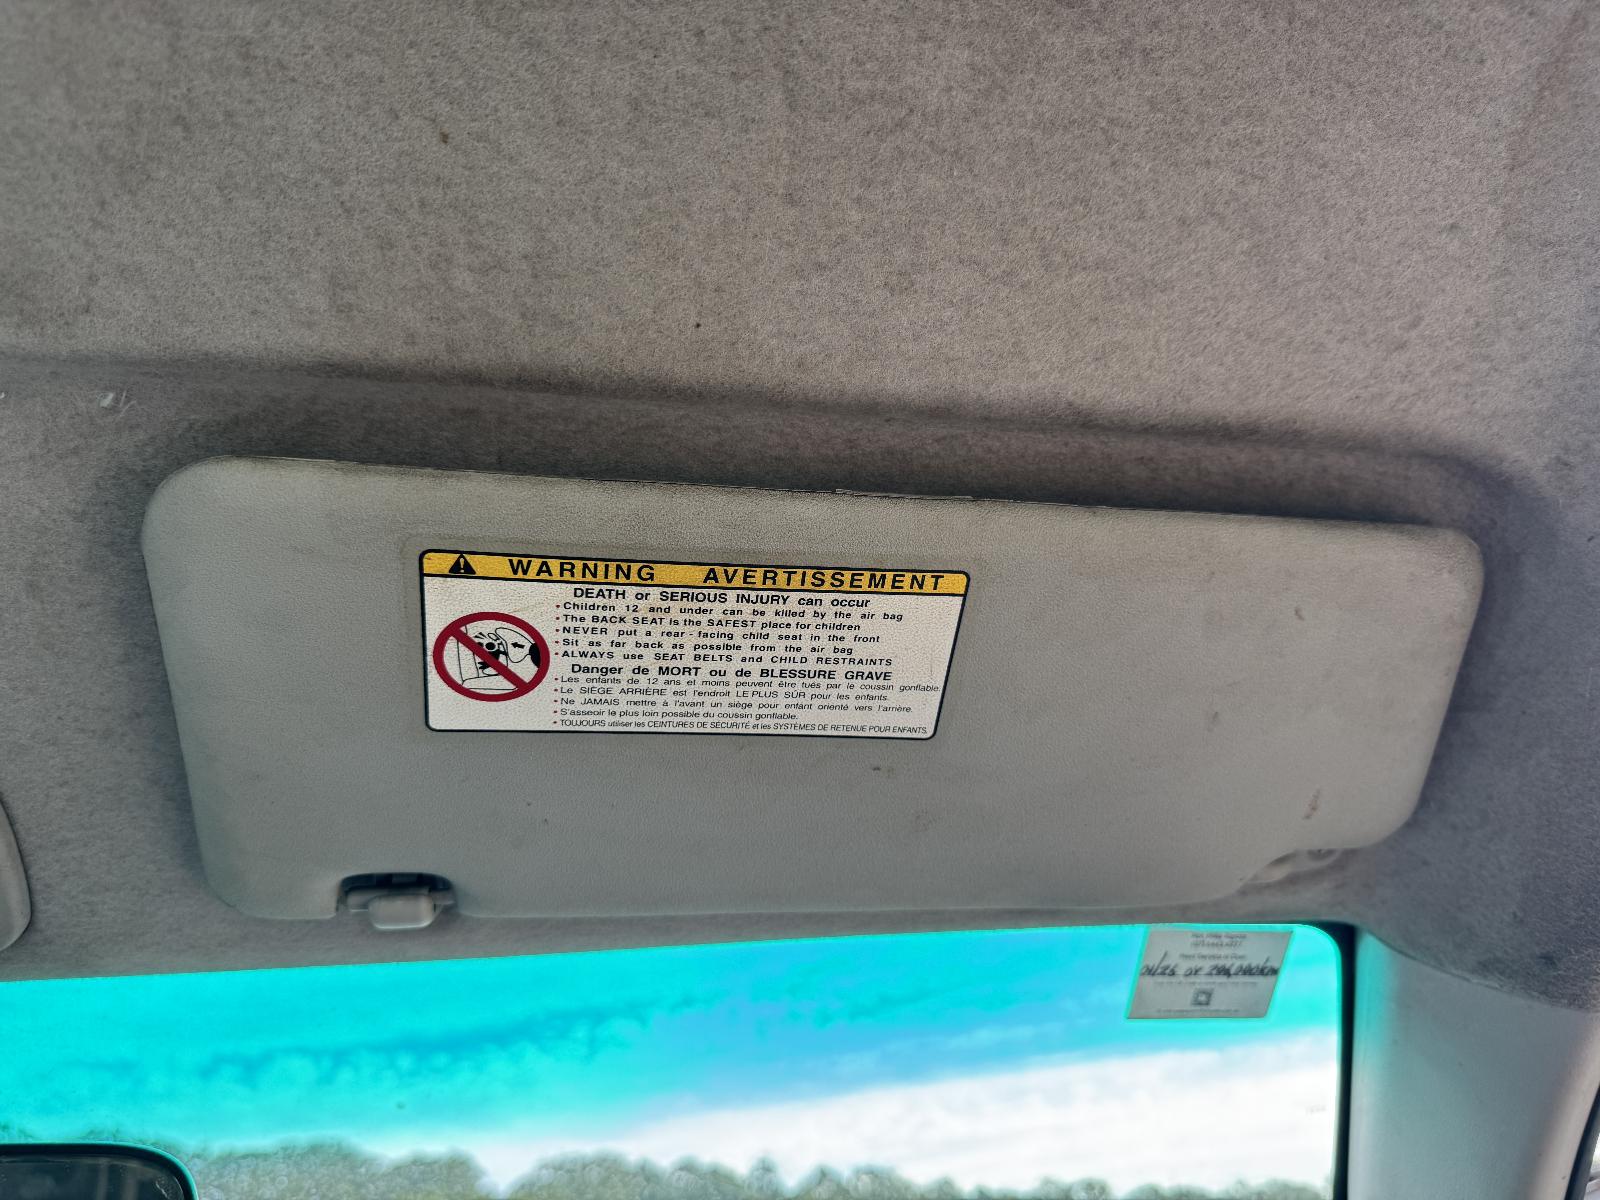 WARNING AVERTISSEMENT
DEATH or SERIOUS INJURY can occur
• Children 12 and under can be killed by the air bag
• The BACK SEAT is the SAFEST place for children
• NEVER put a rear-facing child seat in the front
• Sit as far back as possible from the air bag
• ALWAYS use SEAT BELTS and CHILD RESTRAINTS
Danger de MORT ou de BLESSURE GRAVE
• Les enfants de 12 ans et moins peuvent être tués par le coussin gonflable.
• Le SIÈGE ARRIÈRE est l'endroit LE PLUS SÛR pour les enfants.
• Ne JAMAIS mettre à l'avant un siège pour enfant orienté vers l'arrière.
• S'asseoir le plus loin possible du coussin gonflable.
• TOUJOURS utiliser les CEINTURES DE SÉCURITÉ et les SYSTÈMES DE RETENUE POUR ENFANTS.